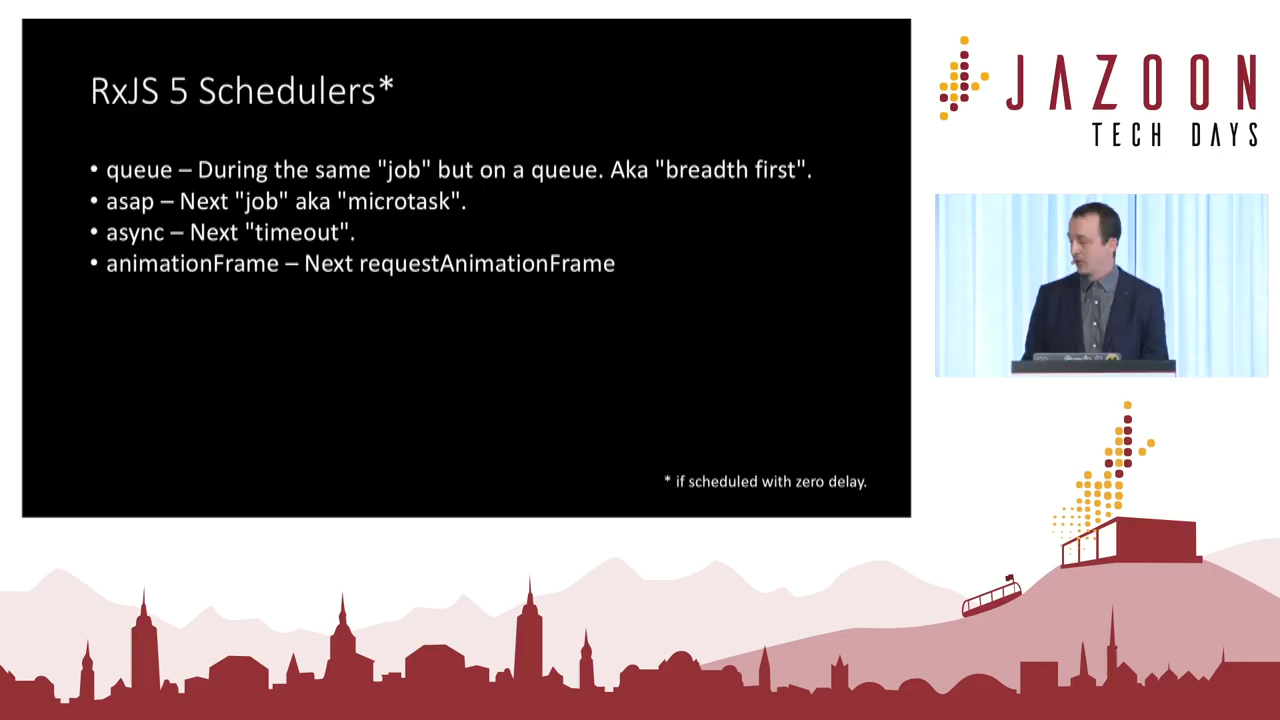 RxJS 5 Schedulers*
• queue – During the same "job" but on a queue. Aka "breadth first".
• asap – Next "job" aka "microtask".
• async – Next "timeout".
• animationFrame – Next requestAnimationFrame
* if scheduled with zero delay.
JAZOON
TECH DAYS